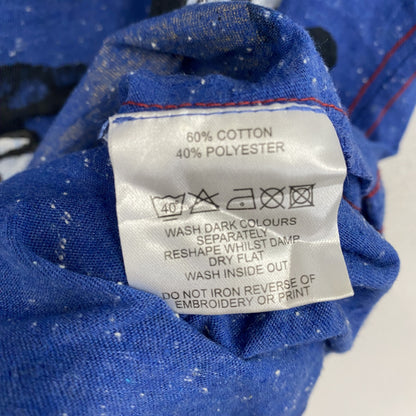 60% COTTON
40% POLYESTER
40
WASH DARK COLOURS
SEPARATELY
RESHAPE WHILST DAMP
DRY FLAT
WASH INSIDE OUT
DO NOT IRON REVERSE OF
EMBROIDERY OR PRINT